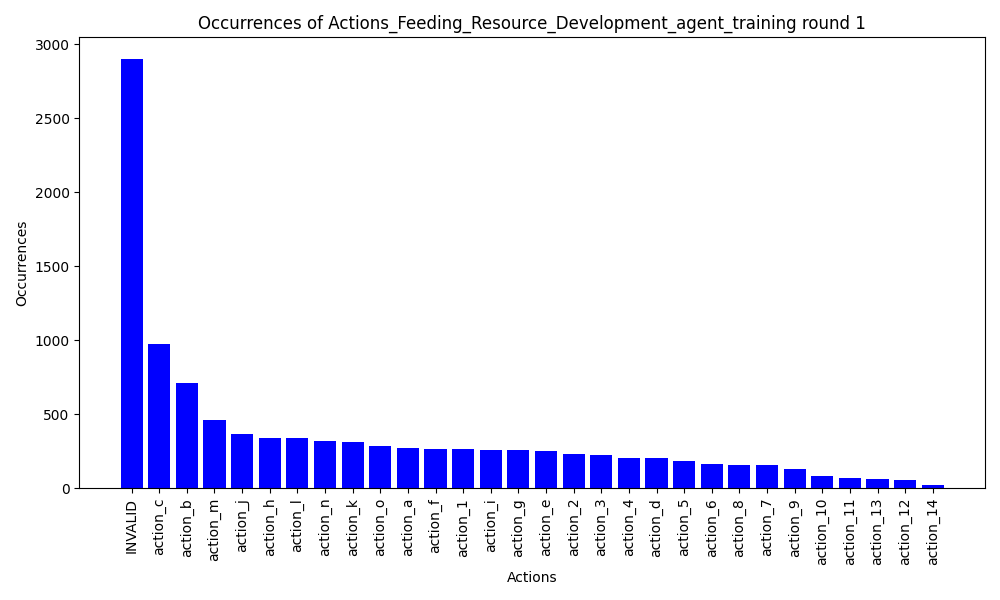 Occurrences of Actions_Feeding_Resource_Development_agent_training round 1
3000
2500
2000
1500
1000
500
0
Occurrences
INVALID
action_c
action_b
action_m
action_j
action_h
action_l
action_n
action_k
action_o
action_a
action_f
action_1
action_i
action_g
action_e
action_2
action_3
action_4
action_d
action_5
action_6
action_8
action_7
action_9
action_10
action_11
action_13
action_12
action_14
Actions